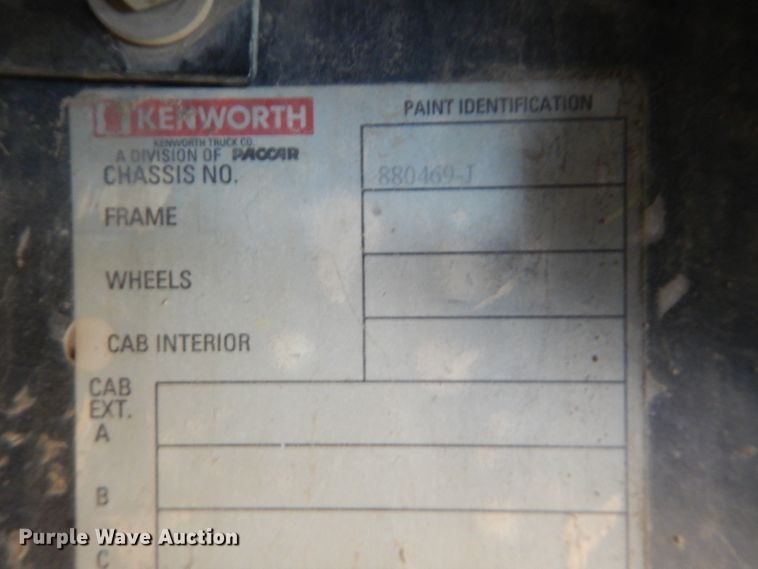 KENWORTH
PAINT IDENTIFICATION
KENWORTH TRUCK CO.
A DIVISION OF PACCAR
CHASSIS NO. 880469-J
FRAME
WHEELS
CAB INTERIOR
CAB
EXT.
A
B
C
Purple Wave Auction